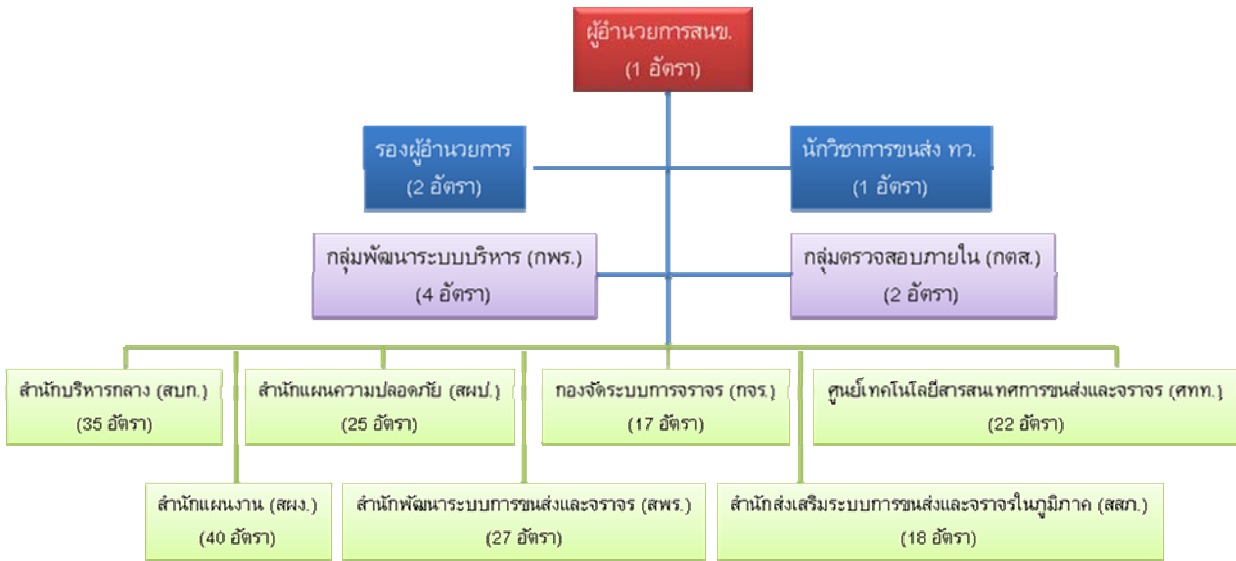 ผู้อำนวยการสนข.
(1 อัตรา)
รองผู้อำนวยการ
(2 อัตรา)
นักวิชาการขนส่ง ทว.
(1 อัตรา)
กลุ่มพัฒนาระบบบริหาร (กพร.)
(4 อัตรา)
กลุ่มตรวจสอบภายใน (กตส.)
(2 อัตรา)
สำนักบริหารกลาง (สบก.)
(35 อัตรา)
สำนักแผนความปลอดภัย (สผป.)
(25 อัตรา)
กองจัดระบบการจราจร (กจร.)
(17 อัตรา)
ศูนย์เทคโนโลยีสารสนเทศการขนส่งและจราจร (ศทท.)
(22 อัตรา)
สำนักแผนงาน (สผง.)
(40 อัตรา)
สำนักพัฒนาระบบการขนส่งและจราจร (สพร.)
(27 อัตรา)
สำนักส่งเสริมระบบการขนส่งและจราจรในภูมิภาค (สสภ.)
(18 อัตรา)